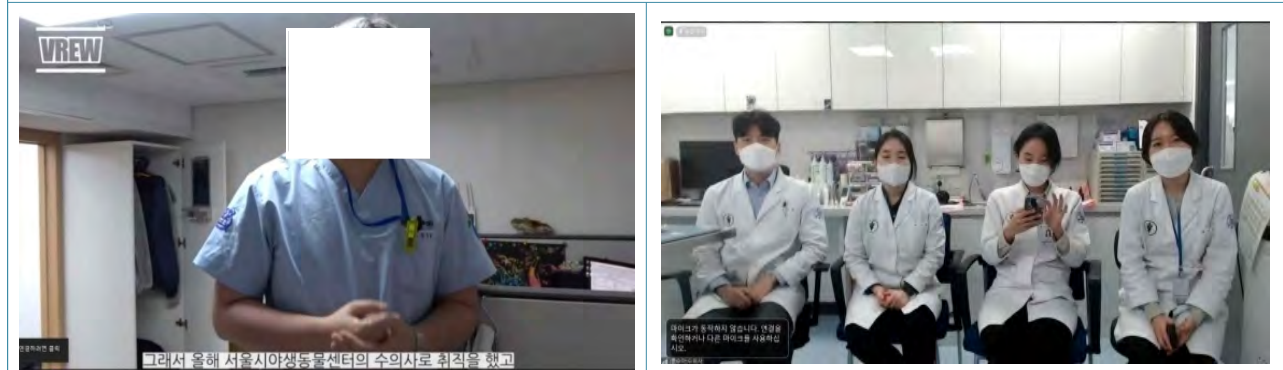 VREW
그래서 올해 서울시야생동물센터의 수의사로 취직을 했고
마이크가 동작하지 않습니다. 연결을
확인하거나 다른 마이크를 사용하십
시오.